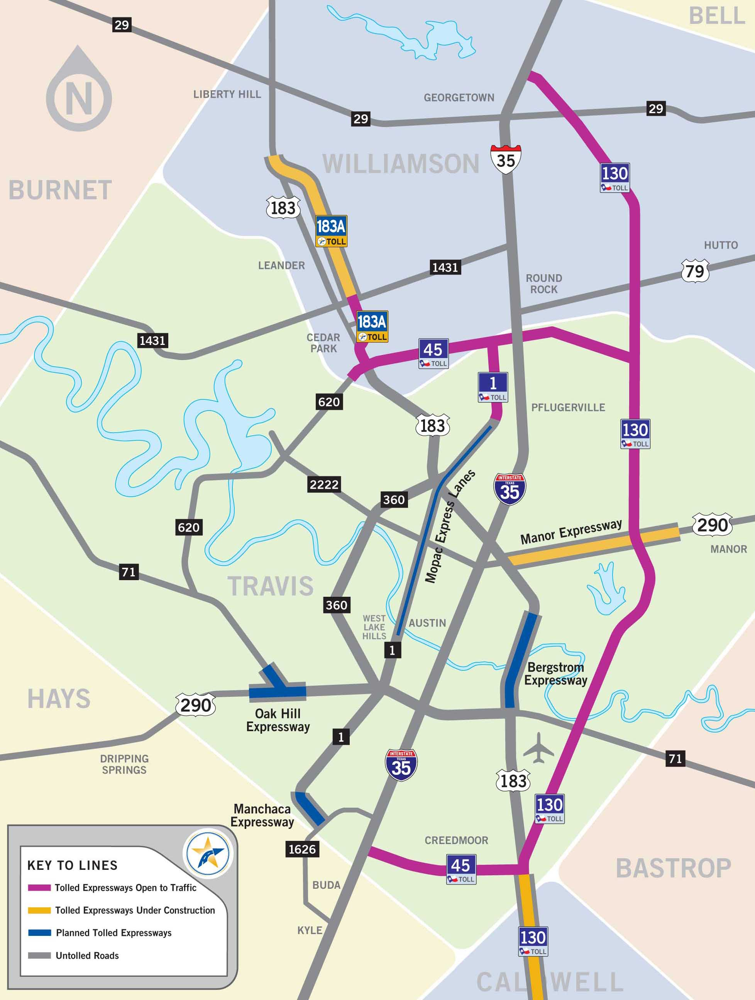 BELL
29
N
LIBERTY HILL
GEORGETOWN
29
29
WILLIAMSON
35
130
TOLL
BURNET
183
183A
TOLL
HUTTO
LEANDER
1431
79
ROUND
ROCK
183A
TOLL
1431
CEDAR
PARK
45
TOLL
1
TOLL
620
PFLUGERVILLE
183
130
TOLL
2222
360
Mopac Express Lanes
INTERSTATE
TEXAS
35
620
Manor Expressway
290
MANOR
71
TRAVIS
360
WEST
LAKE
HILLS
AUSTIN
1
Bergstrom
Expressway
HAYS
290
Oak Hill
Expressway
1
DRIPPING
SPRINGS
INTERSTATE
TEXAS
35
71
183
130
TOLL
Manchaca
Expressway
1626
CREEDMOOR
45
TOLL
BASTROP
BUDA
KYLE
130
TOLL
CALDWELL
KEY TO LINES
Tolled Expressways Open to Traffic
Tolled Expressways Under Construction
Planned Tolled Expressways
Untolled Roads